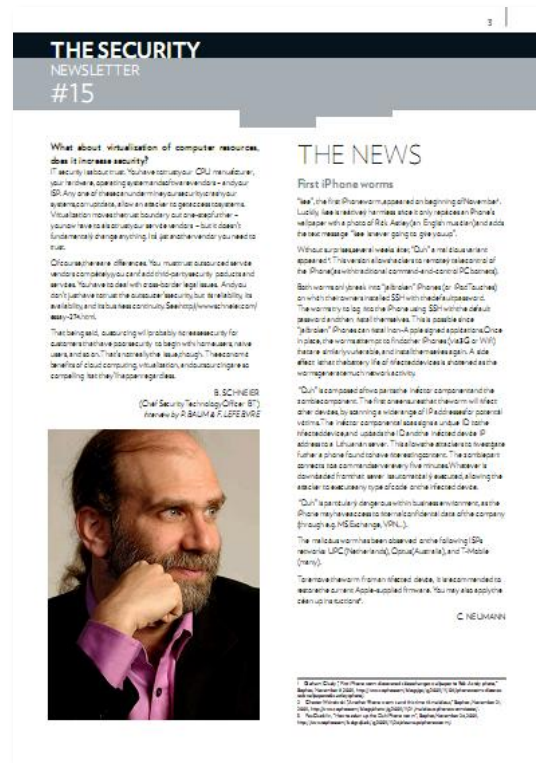 3
THE SECURITY
NEWSLETTER
#15
What about virtualization of computer resources,
does it increase security?
IT security is about trust. You have to trust your CPU manufacturer,
your hardware, operating system and software vendors – and your
ISP. Any one of these can undermine your security: crash your
systems, corrupt data, allow an attacker to get access to systems.
Virtualization moves the trust boundary out one step further –
you now have to also trust your service vendors – but it doesn't
fundamentally change anything. It is just another vendor you need to
trust.
Of course, there are differences. You must trust outsourced service
vendors completely, you can't add third-party security products and
services. You have to deal with cross-border legal issues. And you
don't just have to trust the outsourcer's security, but its reliability, its
availability, and its business continuity. See http://www.schneier.com/
essay-274.html.
That being said, outsourcing will probably increase security for
customers that have poor security to begin with: home users, naive
users, and so on. That's not really the issue, though. The economic
benefits of cloud computing, virtualization, and outsourcing are so
compelling that they'll happen regardless.
B. SCHNEIER
(Chief Security Technology Officer BT)
Interview by P. BAUM & F. LEFEBVRE
THE NEWS
First iPhone worms
"Ikee", the first iPhone worm, appeared on beginning of November¹.
Luckily, Ikee is relatively harmless since it only replaces an iPhone's
wallpaper with a photo of Rick Astley (an English musician) and adds
the text message "Ikee is never going to give you up".
Without surprise, several weeks later, "Duh" a malicious variant
appeared². This version allows hackers to remotely take control of
the iPhone (as with traditional command-and-control PC botnets).
Both worms only break into "jailbroken" iPhones (or iPod Touches)
on which the owners installed SSH with the default password.
The worms try to log into the iPhone using SSH with the default
password and then install themselves. This is possible since
"jailbroken" iPhones can install non-Apple signed applications. Once
in place, the worms attempt to find other iPhones (via 3G or Wifi)
that are similarly vulnerable, and install themselves again. A side
effect is that the battery life of infected devices is shortened as the
worms generate much network activity.
"Duh" is composed of two parts: the infector component and the
zombie component. The first one ensures that the worm will infect
other devices, by scanning a wide range of IP addresses for potential
victims. The infector component also assigns a unique ID to the
infected device, and uploads the ID and the infected device IP
address to a Lithuanian server. This allows the attackers to investigate
further a phone found to have interesting content. The zombie part
connects to a command server every five minutes. Whatever is
downloaded from that server is automatically executed, allowing the
attacker to execute any type of code on the infected device.
"Duh" is particularly dangerous within business environment, as the
iPhone may have access to internal confidential data of the company
(through e.g. MS Exchange, VPN...).
The malicious worm has been observed on the following ISPs
networks: UPC (Netherlands), Optus (Australia), and T-Mobile
(many).
To remove the worm from an infected device, it is recommended to
restore the current Apple-supplied firmware. You may also apply the
clean up instructions³.
C. NEUMANN